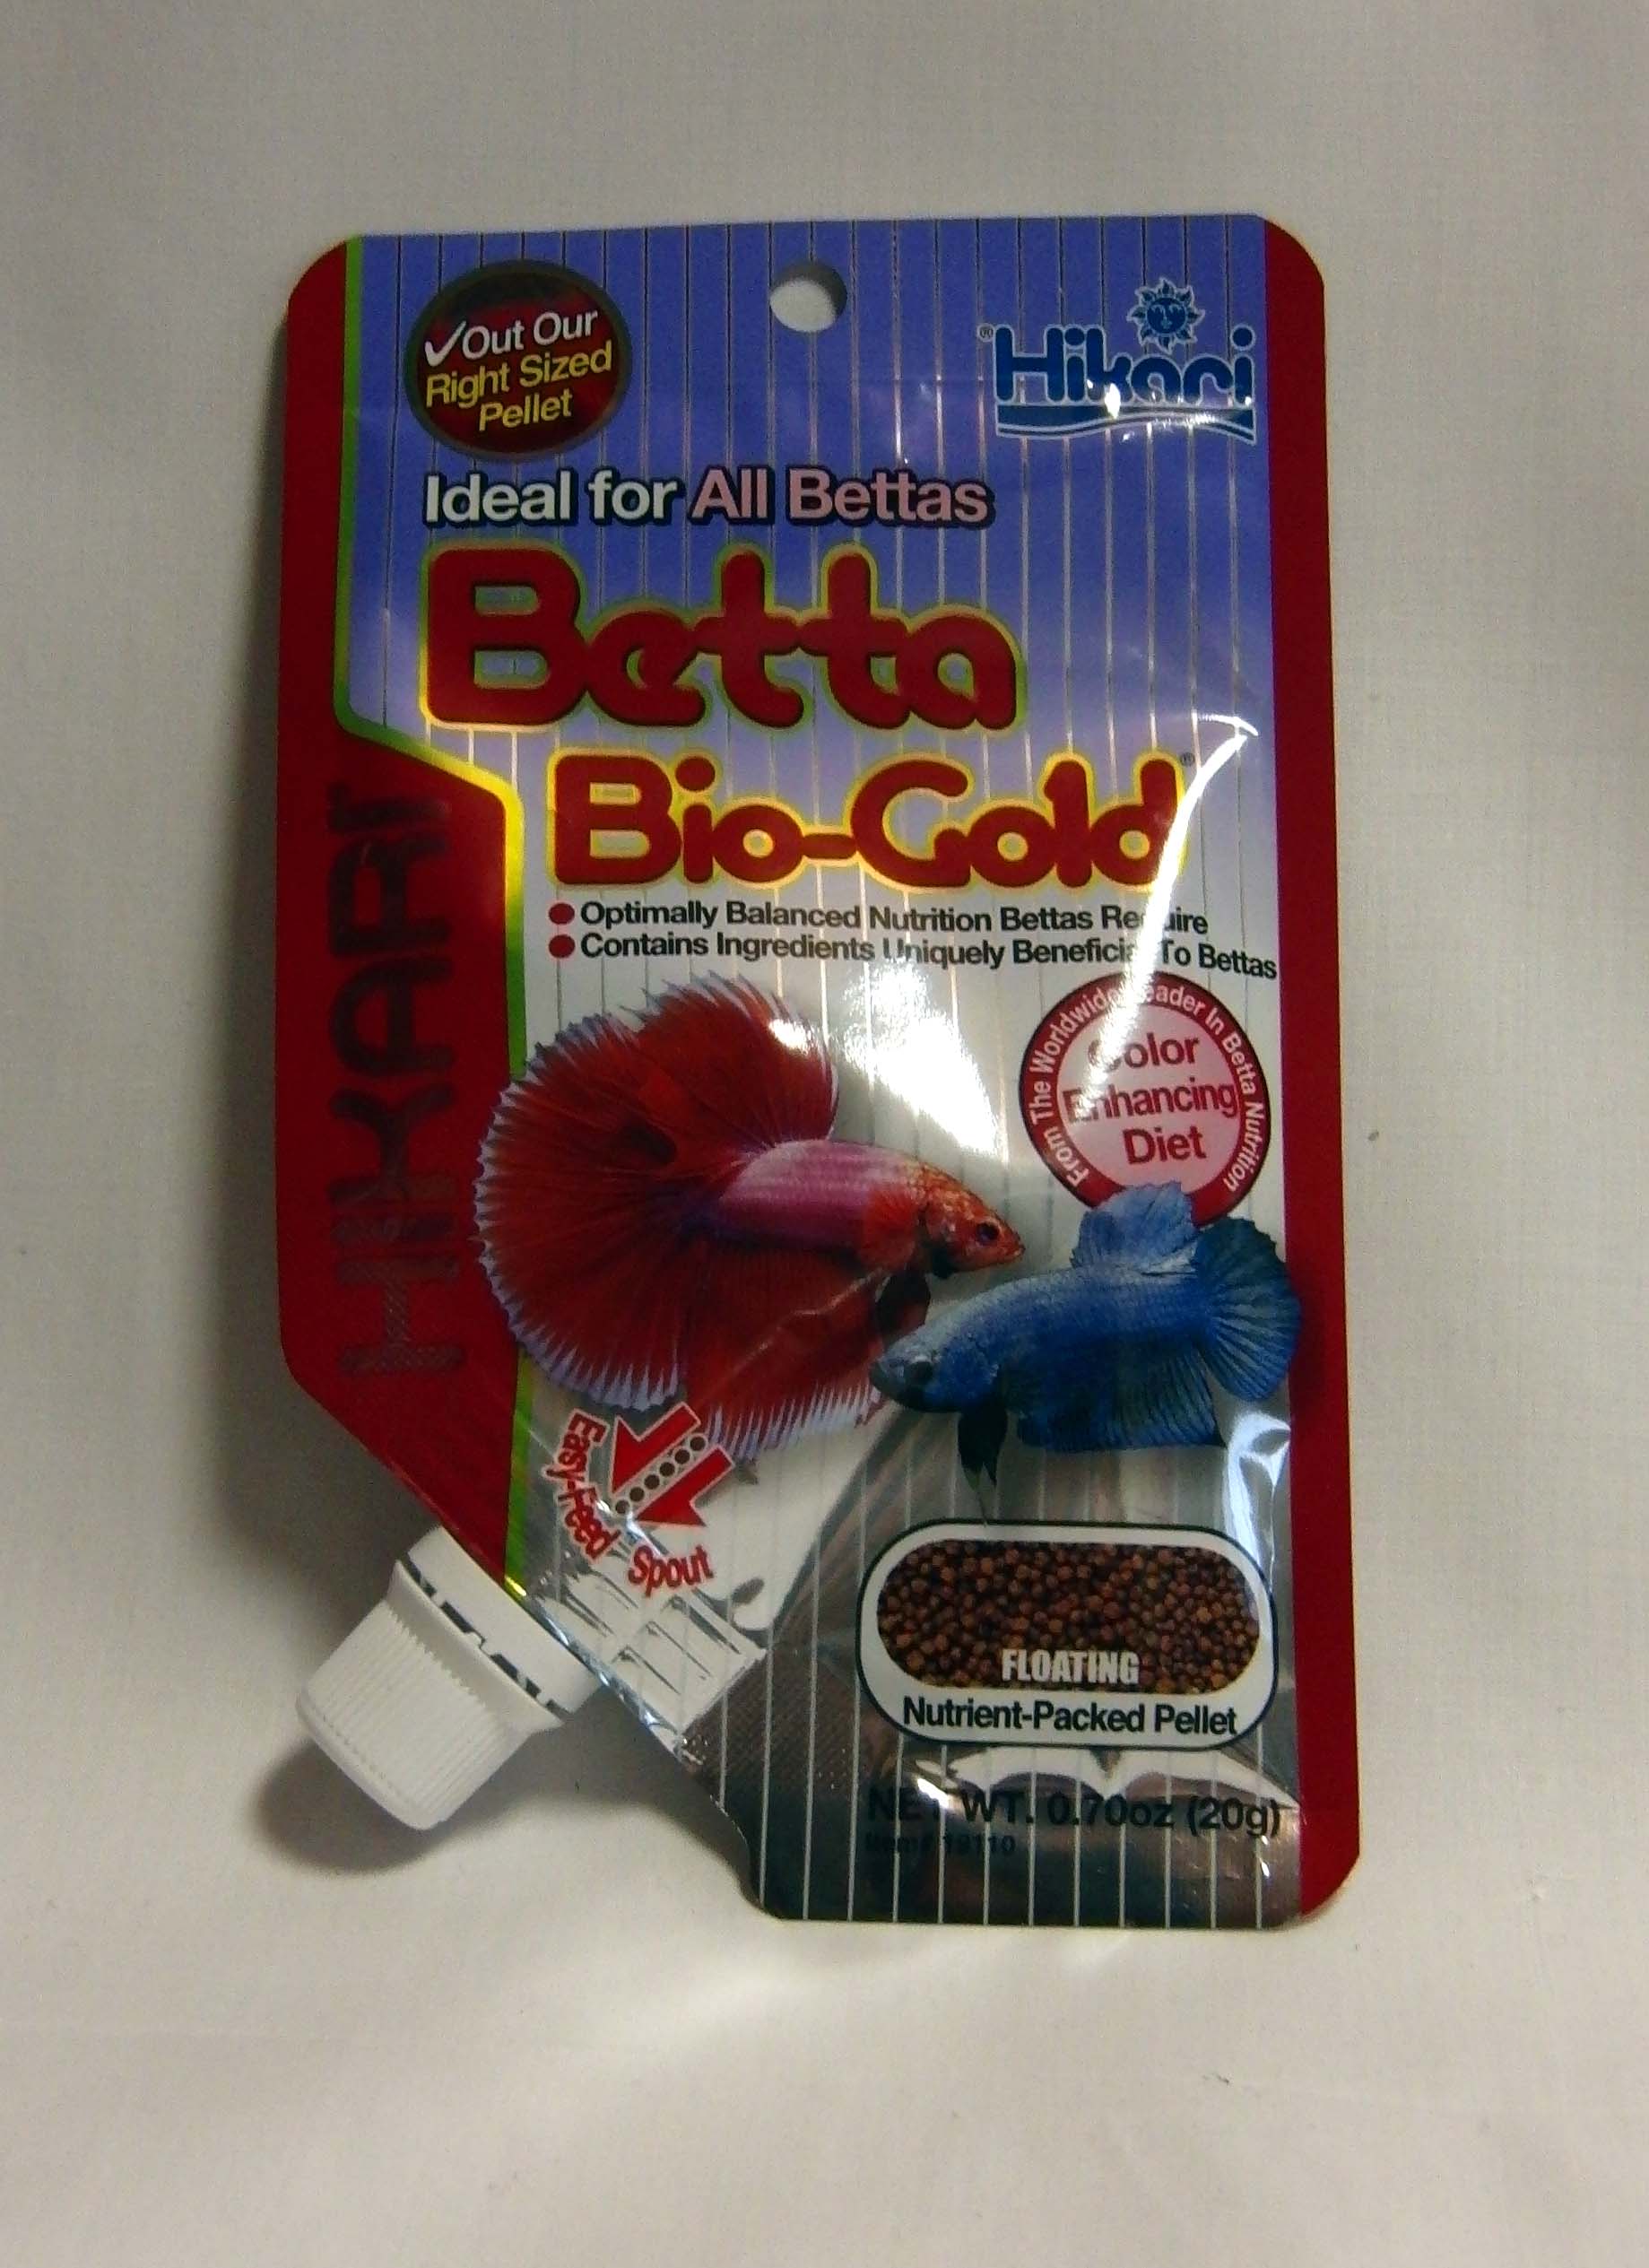 ✓Out Our
Right Sized
Pellet
Hikari®
Ideal for All Bettas
Betta
Bio-Gold®
HIKARI
Optimally Balanced Nutrition Bettas Require
Contains Ingredients Uniquely Beneficial To Bettas
From The Worldwide Leader In Betta Nutrition
Color
Enhancing
Diet
Easy-Feed
Spout
FLOATING
Nutrient-Packed Pellet
NET WT. 0.70oz (20g)
Item# 19110